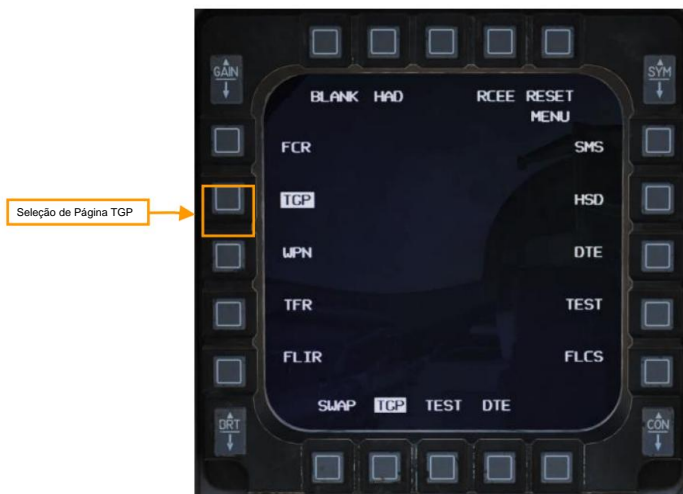 GAIN
SYM
BLANK HAD RCEE RESET
MENU
FCR SMS
Seleção de Página TGP
TGP HSD
WPN DTE
TFR TEST
FLIR FLCS
SWAP TGP TEST DTE
BRT
CON